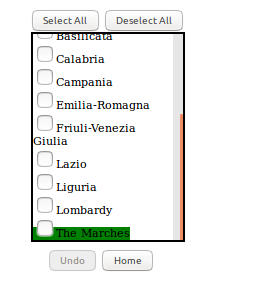 Select All Deselect All
Basilicata
Calabria
Campania
Emilia-Romagna
Friuli-Venezia
Giulia
Lazio
Liguria
Lombardy
The Marches
Undo Home